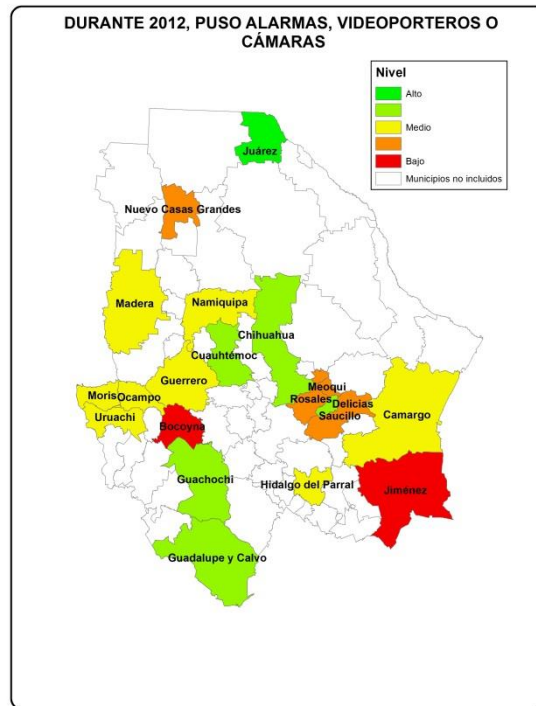 DURANTE 2012, PUSO ALARMAS, VIDEOPORTEROS O
CÁMARAS
Nivel
Alto
Medio
Bajo
Municipios no incluidos
Juárez
Nuevo Casas Grandes
Madera
Namiquipa
Chihuahua
Cuauhtémoc
Guerrero
Meoqui
Moris
Ocampo
Rosales
Delicias
Uruachi
Saucillo
Camargo
Bocoyna
Guachochi
Hidalgo del Parral
Jiménez
Guadalupe y Calvo